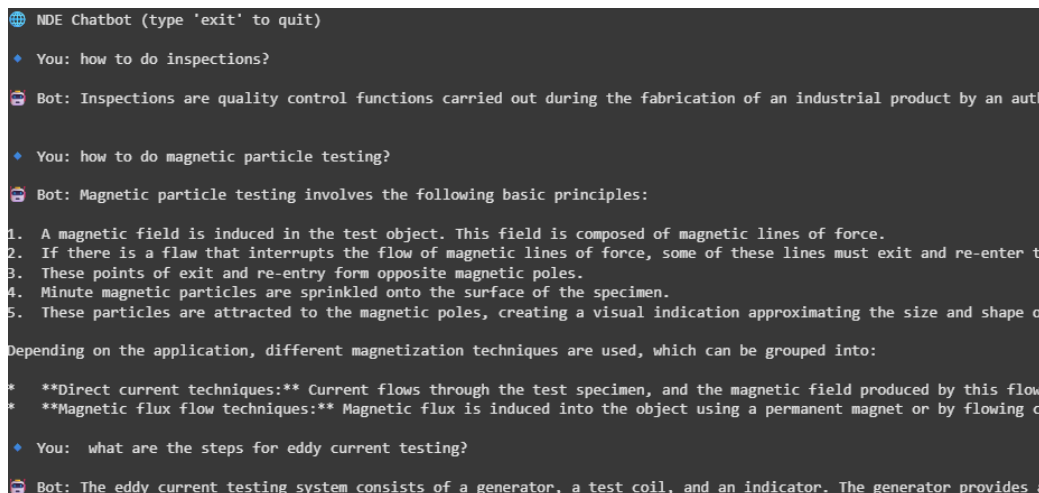 🌐 NDE Chatbot (type 'exit' to quit)
🔹 You: how to do inspections?
🤖 Bot: Inspections are quality control functions carried out during the fabrication of an industrial product by an
🔹 You: how to do magnetic particle testing?
🤖 Bot: Magnetic particle testing involves the following basic principles:
1.  A magnetic field is induced in the test object. This field is composed of magnetic lines of force.
2.  If there is a flaw that interrupts the flow of magnetic lines of force, some of these lines must exit and re-enter
3.  These points of exit and re-entry form opposite magnetic poles.
4.  Minute magnetic particles are sprinkled onto the surface of the specimen.
5.  These particles are attracted to the magnetic poles, creating a visual indication approximating the size and shape
Depending on the application, different magnetization techniques are used, which can be grouped into:
*   **Direct current techniques:** Current flows through the test specimen, and the magnetic field produced by this
*   **Magnetic flux flow techniques:** Magnetic flux is induced into the object using a permanent magnet or by flowing
🔹 You:  what are the steps for eddy current testing?
🤖 Bot: The eddy current testing system consists of a generator, a test coil, and an indicator. The generator provides